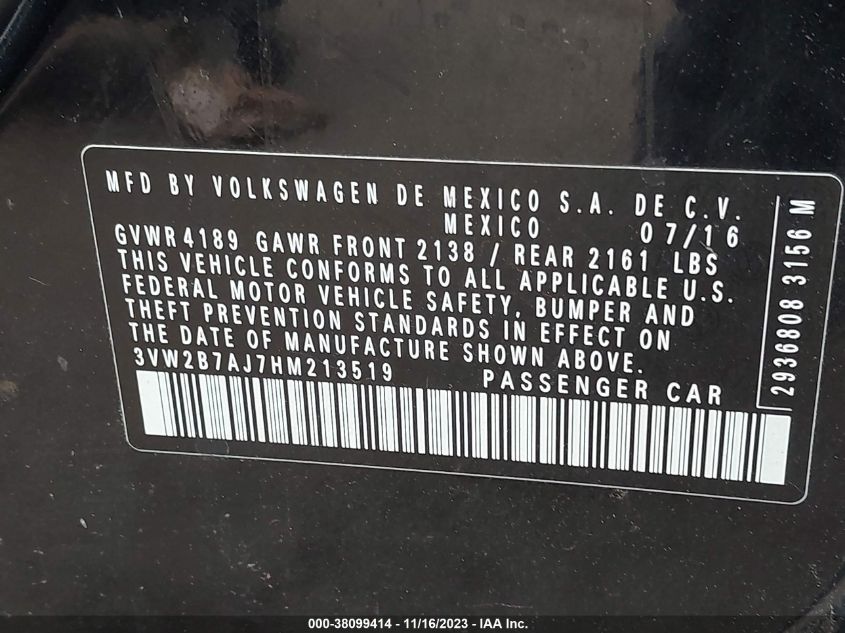 MFD BY VOLKSWAGEN DE MEXICO S.A. DE C.V.
MEXICO 07/16
GVWR 4189 GAWR FRONT 2138 / REAR 2161 LBS
THIS VEHICLE CONFORMS TO ALL APPLICABLE U.S.
FEDERAL MOTOR VEHICLE SAFETY, BUMPER AND
THEFT PREVENTION STANDARDS IN EFFECT ON
THE DATE OF MANUFACTURE SHOWN ABOVE.
3VW2B7AJ7HM213519 PASSENGER CAR
2936808 3156 M
000-38099414 - 11/16/2023 - IAA Inc.